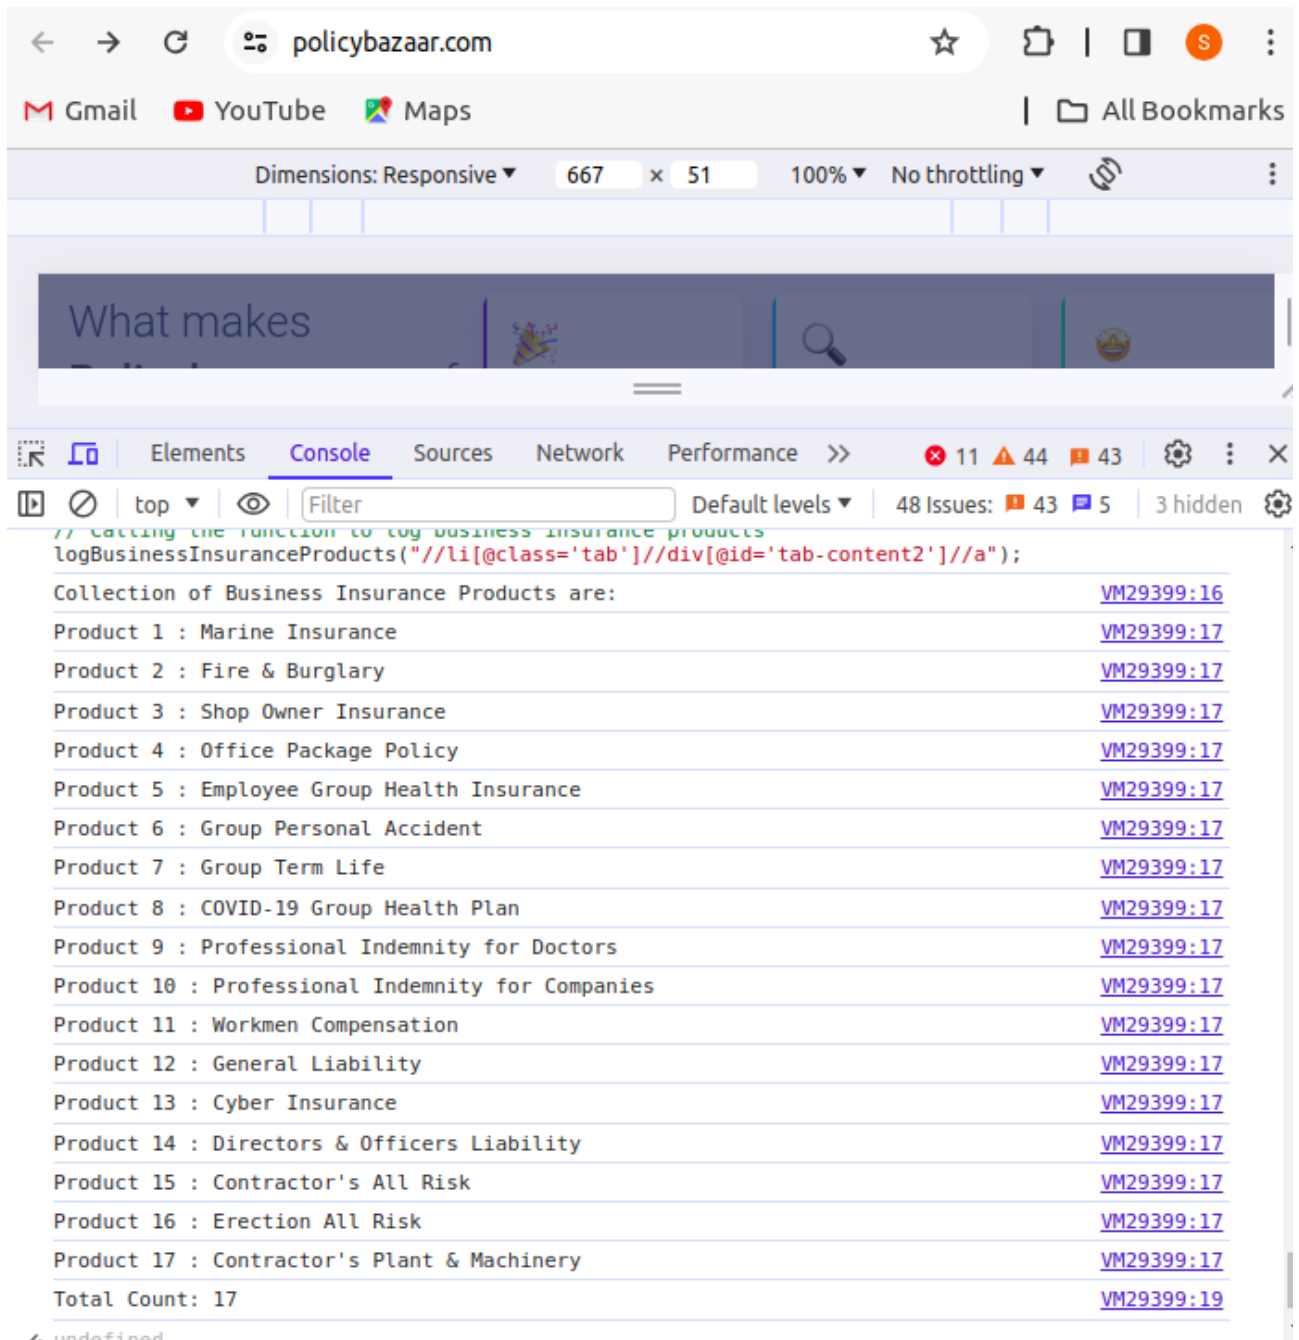 policybazaar.com
S
Gmail YouTube Maps All Bookmarks
Dimensions: Responsive 667 × 51 100% No throttling
What makes
Elements Console Sources Network Performance 11 44 43
top Filter Default levels 48 Issues: 43 5 3 hidden
// Calling the function to log business insurance products
logBusinessInsuranceProducts("//li[@class='tab']//div[@id='tab-content2']//a");
Collection of Business Insurance Products are: VM29399:16
Product 1 : Marine Insurance VM29399:17
Product 2 : Fire & Burglary VM29399:17
Product 3 : Shop Owner Insurance VM29399:17
Product 4 : Office Package Policy VM29399:17
Product 5 : Employee Group Health Insurance VM29399:17
Product 6 : Group Personal Accident VM29399:17
Product 7 : Group Term Life VM29399:17
Product 8 : COVID-19 Group Health Plan VM29399:17
Product 9 : Professional Indemnity for Doctors VM29399:17
Product 10 : Professional Indemnity for Companies VM29399:17
Product 11 : Workmen Compensation VM29399:17
Product 12 : General Liability VM29399:17
Product 13 : Cyber Insurance VM29399:17
Product 14 : Directors & Officers Liability VM29399:17
Product 15 : Contractor's All Risk VM29399:17
Product 16 : Erection All Risk VM29399:17
Product 17 : Contractor's Plant & Machinery VM29399:17
Total Count: 17 VM29399:19
undefined